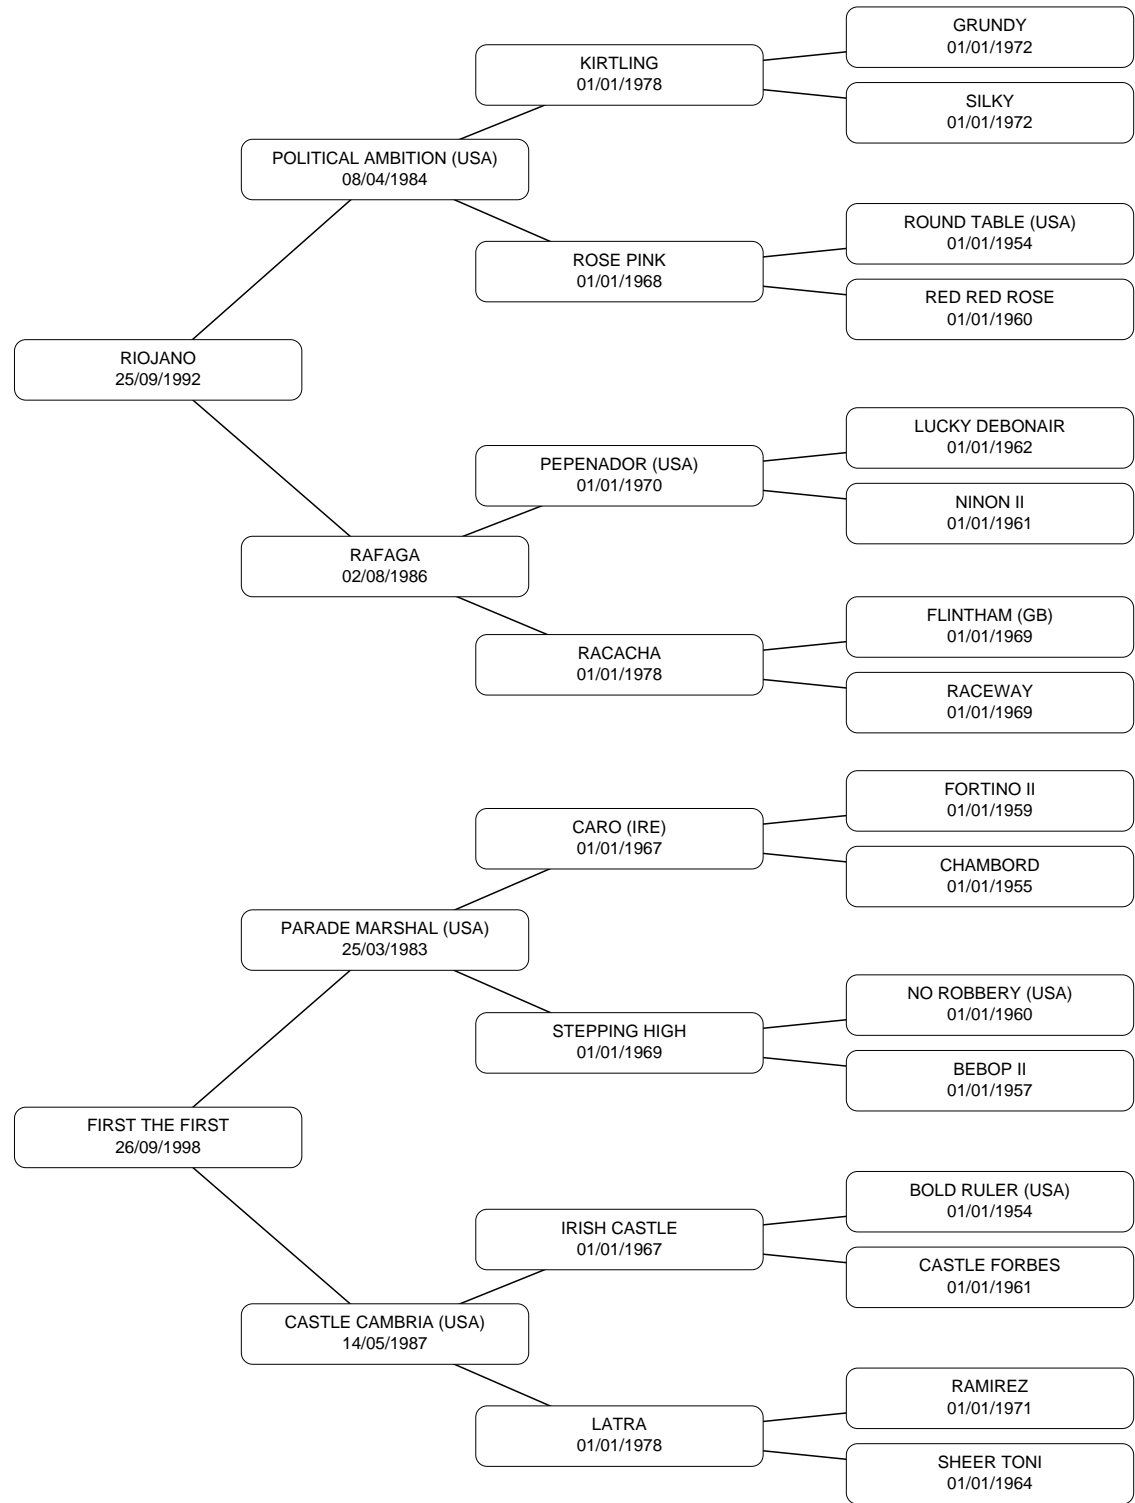 GRUNDY
01/01/1972
KIRTLING
01/01/1978
SILKY
01/01/1972
POLITICAL AMBITION (USA)
08/04/1984
ROUND TABLE (USA)
01/01/1954
ROSE PINK
01/01/1968
RED RED ROSE
01/01/1960
RIOJANO
25/09/1992
LUCKY DEBONAIR
01/01/1962
PEPENADOR (USA)
01/01/1970
NINON II
01/01/1961
RAFAGA
02/08/1986
FLINTHAM (GB)
01/01/1969
RACACHA
01/01/1978
RACEWAY
01/01/1969
FORTINO II
01/01/1959
CARO (IRE)
01/01/1967
CHAMBORD
01/01/1955
PARADE MARSHAL (USA)
25/03/1983
NO ROBBERY (USA)
01/01/1960
STEPPING HIGH
01/01/1969
BEBOP II
01/01/1957
FIRST THE FIRST
26/09/1998
BOLD RULER (USA)
01/01/1954
IRISH CASTLE
01/01/1967
CASTLE FORBES
01/01/1961
CASTLE CAMBRIA (USA)
14/05/1987
RAMIREZ
01/01/1971
LATRA
01/01/1978
SHEER TONI
01/01/1964